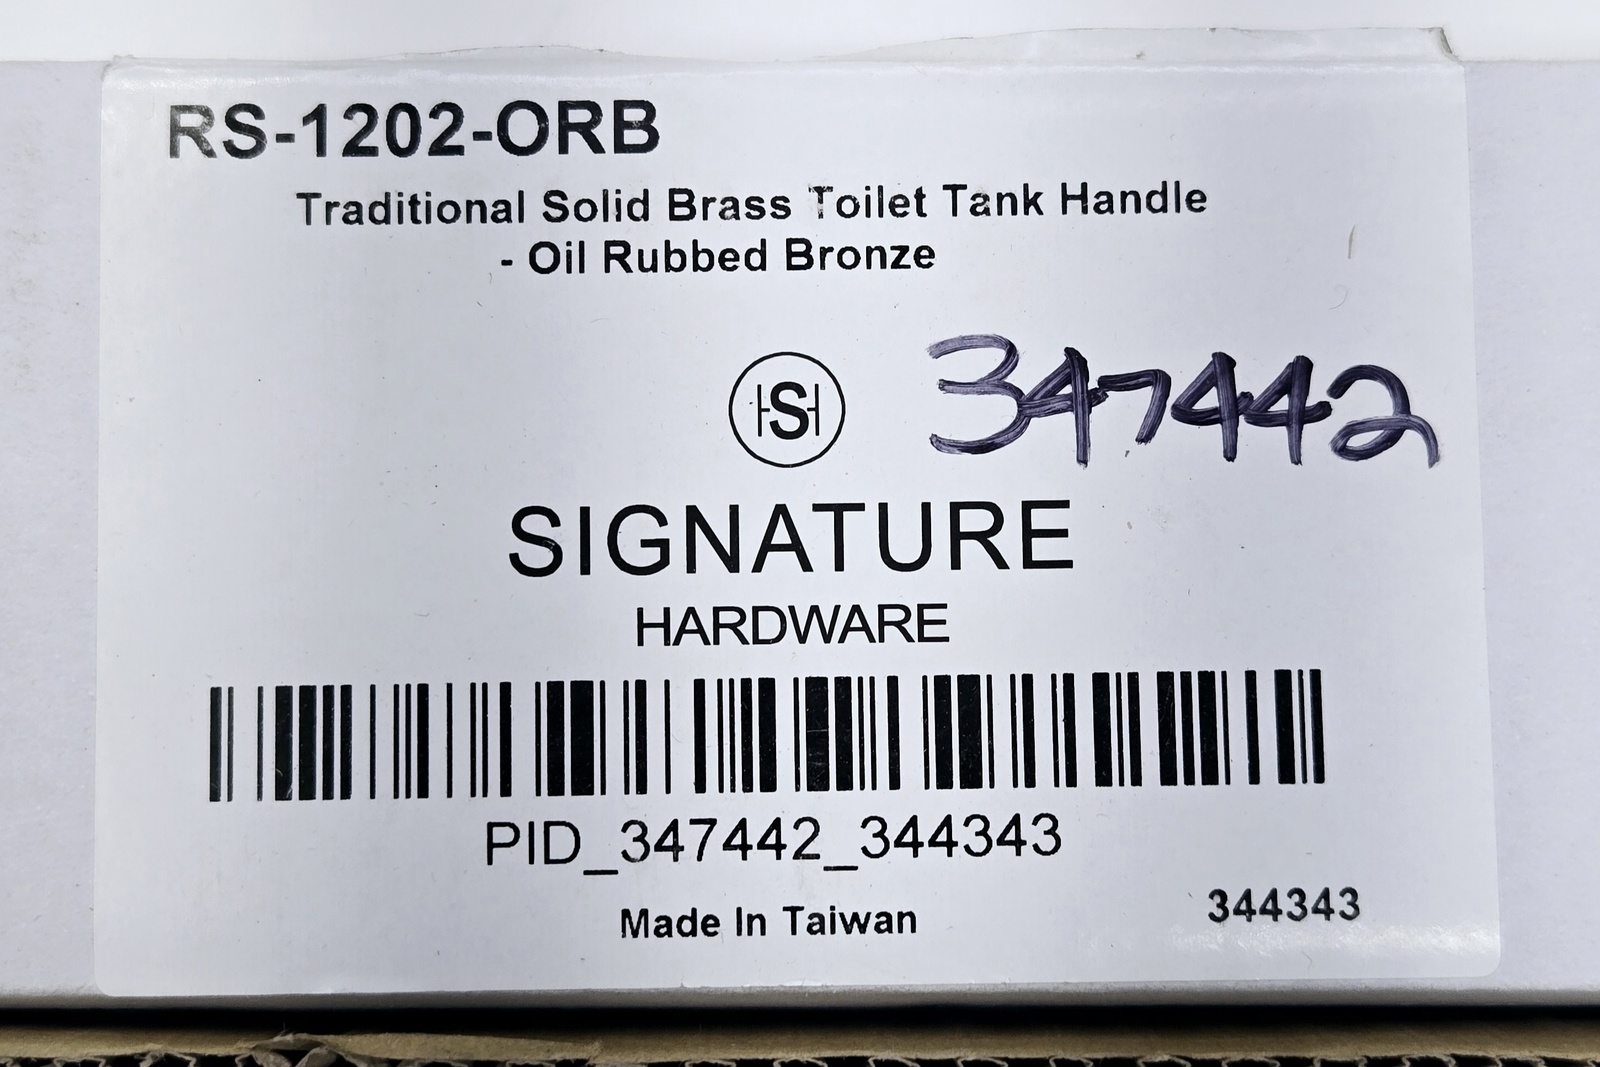 RS-1202-ORB
Traditional Solid Brass Toilet Tank Handle
- Oil Rubbed Bronze
HSH
347442
SIGNATURE
HARDWARE
PID_347442_344343
Made In Taiwan
344343